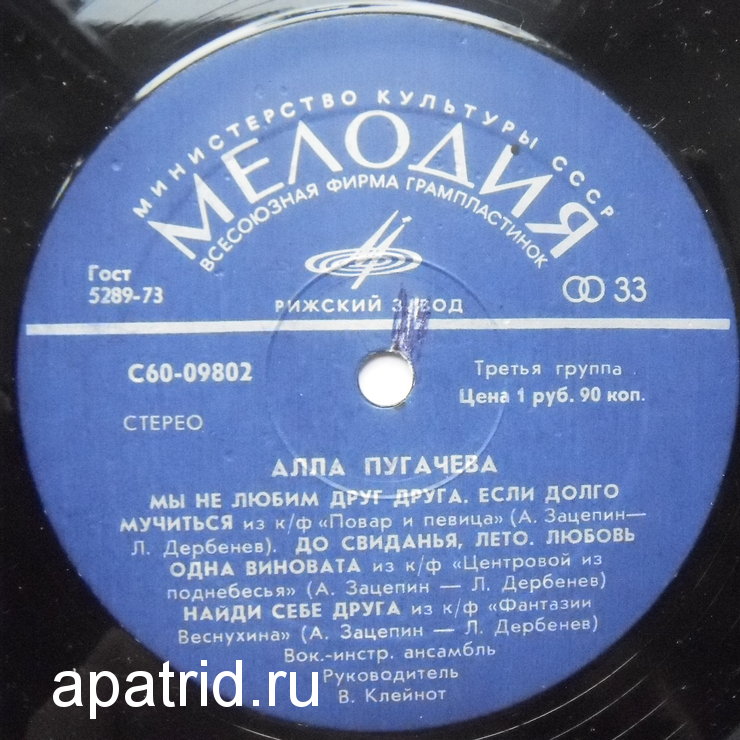 МИНИСТЕРСТВО КУЛЬТУРЫ СССР
МЕЛОДИЯ
ВСЕСОЮЗНАЯ ФИРМА ГРАМПЛАСТИНОК
Гост
5289-73
33
РИЖСКИЙ ЗАВОД
С60-09802
Третья группа
Цена 1 руб. 90 коп.
СТЕРЕО
АЛЛА ПУГАЧЕВА
МЫ НЕ ЛЮБИМ ДРУГ ДРУГА. ЕСЛИ ДОЛГО
МУЧИТЬСЯ из к/ф «Повар и певица» (А. Зацепин—
Л. Дербенев). ДО СВИДАНЬЯ, ЛЕТО. ЛЮБОВЬ
ОДНА ВИНОВАТА из к/ф «Центровой из
поднебесья» (А. Зацепин — Л. Дербенев)
НАЙДИ СЕБЕ ДРУГА из к/ф «Фантазии
Веснухина» (А. Зацепин — Л. Дербенев)
Вок.-инстр. ансамбль
Руководитель
В. Клейнот
apatrid.ru